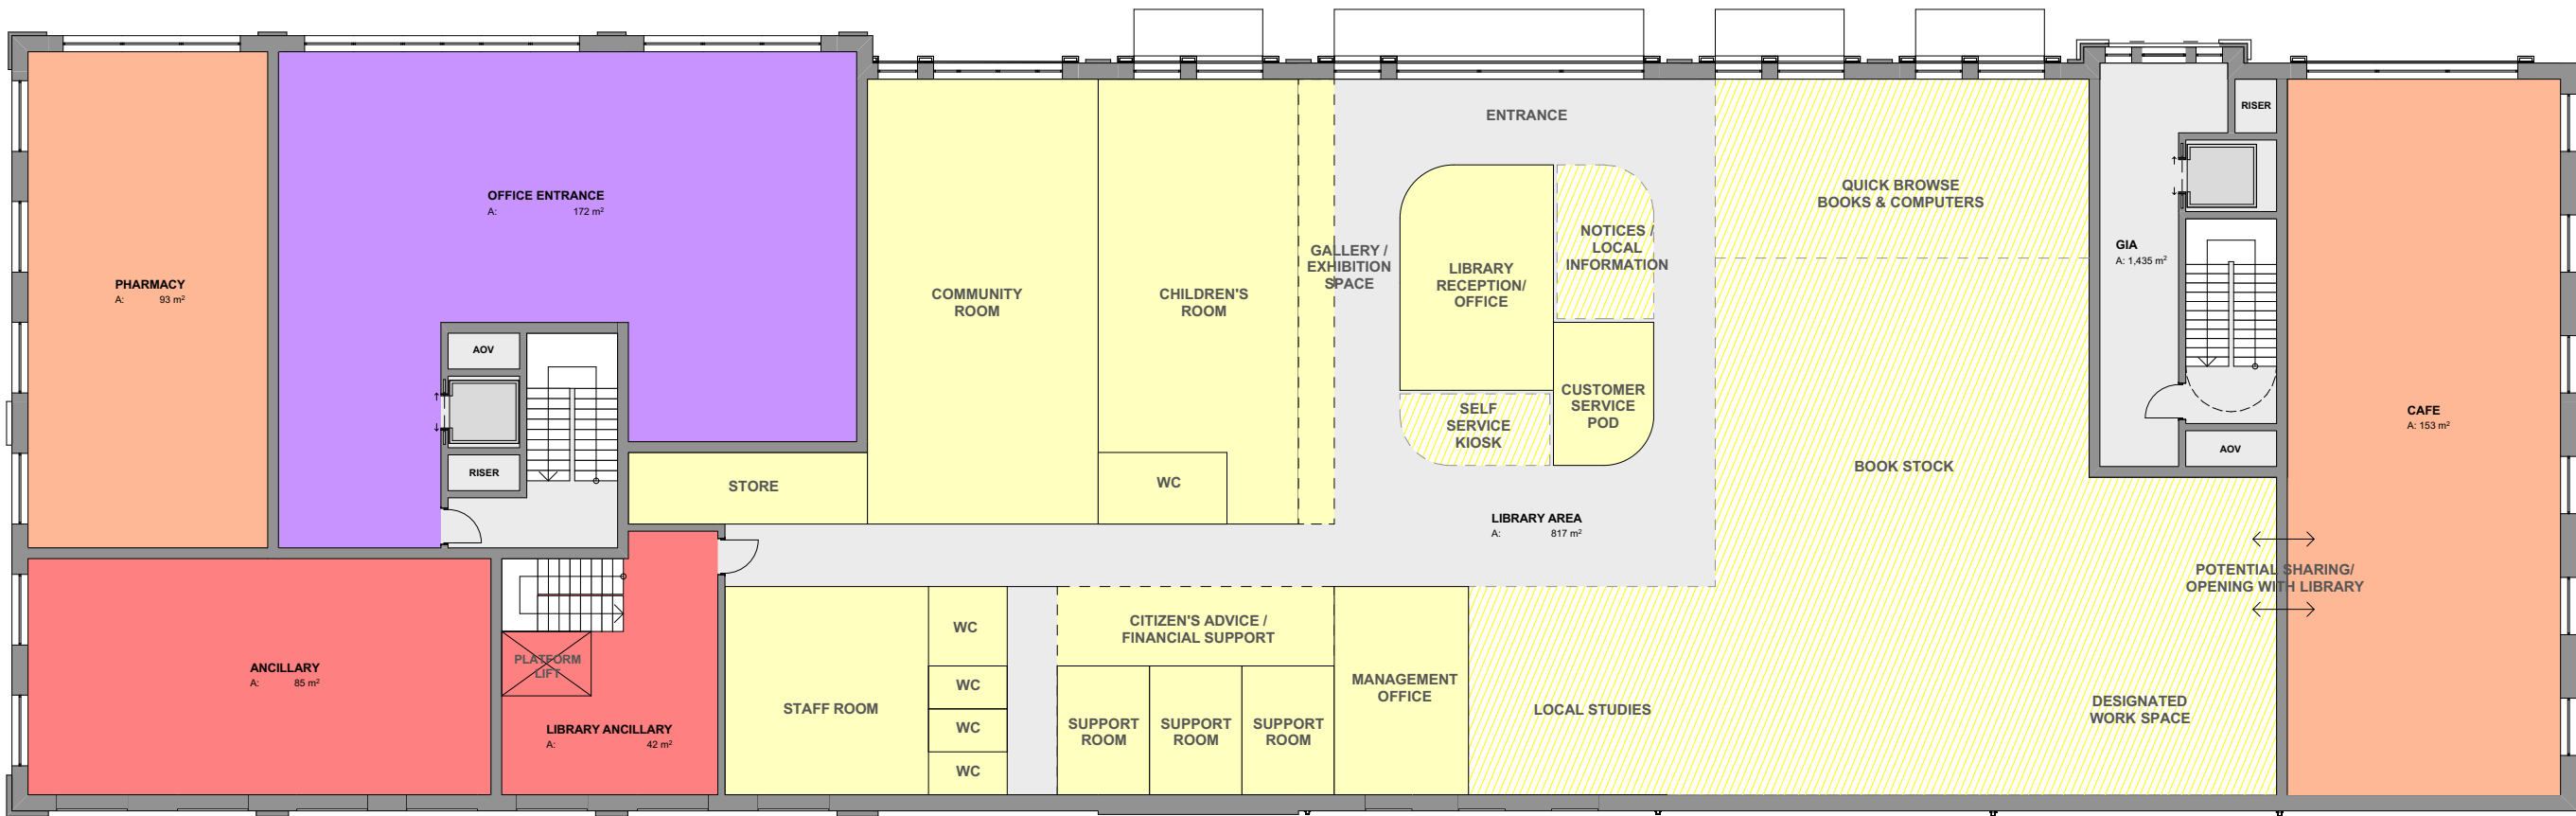 PHARMACY
A: 93 m²
OFFICE ENTRANCE
A: 172 m²
AOV
RISER
ANCILLARY
A: 85 m²
PLATFORM
LIFT
LIBRARY ANCILLARY
A: 42 m²
STORE
COMMUNITY
ROOM
CHILDREN'S
ROOM
WC
GALLERY /
EXHIBITION
SPACE
ENTRANCE
LIBRARY
RECEPTION/
OFFICE
NOTICES /
LOCAL
INFORMATION
SELF
SERVICE
KIOSK
CUSTOMER
SERVICE
POD
LIBRARY AREA
A: 817 m²
STAFF ROOM
WC
WC
WC
WC
CITIZEN'S ADVICE /
FINANCIAL SUPPORT
SUPPORT
ROOM
SUPPORT
ROOM
SUPPORT
ROOM
MANAGEMENT
OFFICE
LOCAL STUDIES
QUICK BROWSE
BOOKS & COMPUTERS
BOOK STOCK
DESIGNATED
WORK SPACE
GIA
A: 1,435 m²
RISER
AOV
POTENTIAL SHARING/
OPENING WITH LIBRARY
CAFE
A: 153 m²